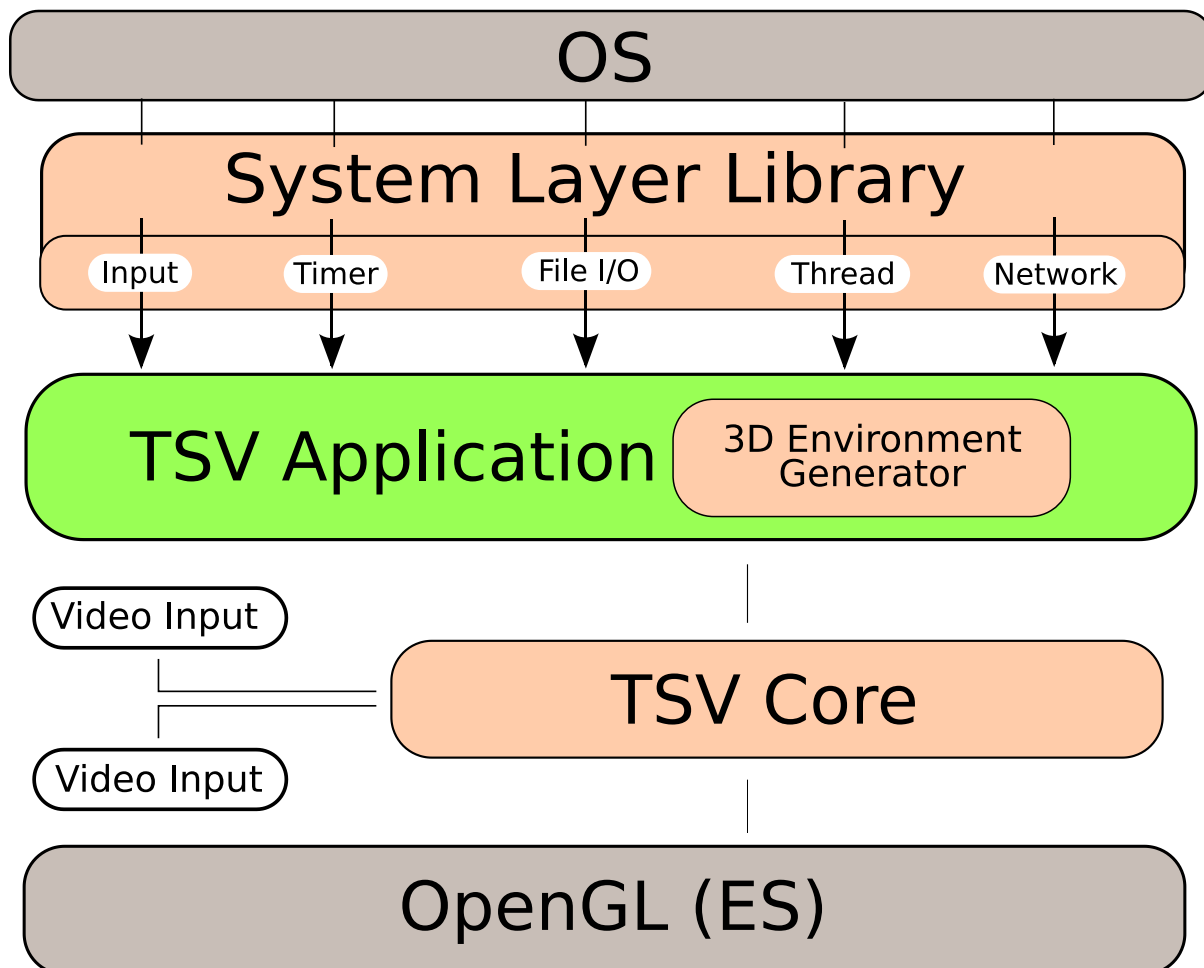 OS
System Layer Library
Input
Timer
File I/O
Thread
Network
TSV Application
3D Environment
Generator
Video Input
TSV Core
Video Input
OpenGL (ES)